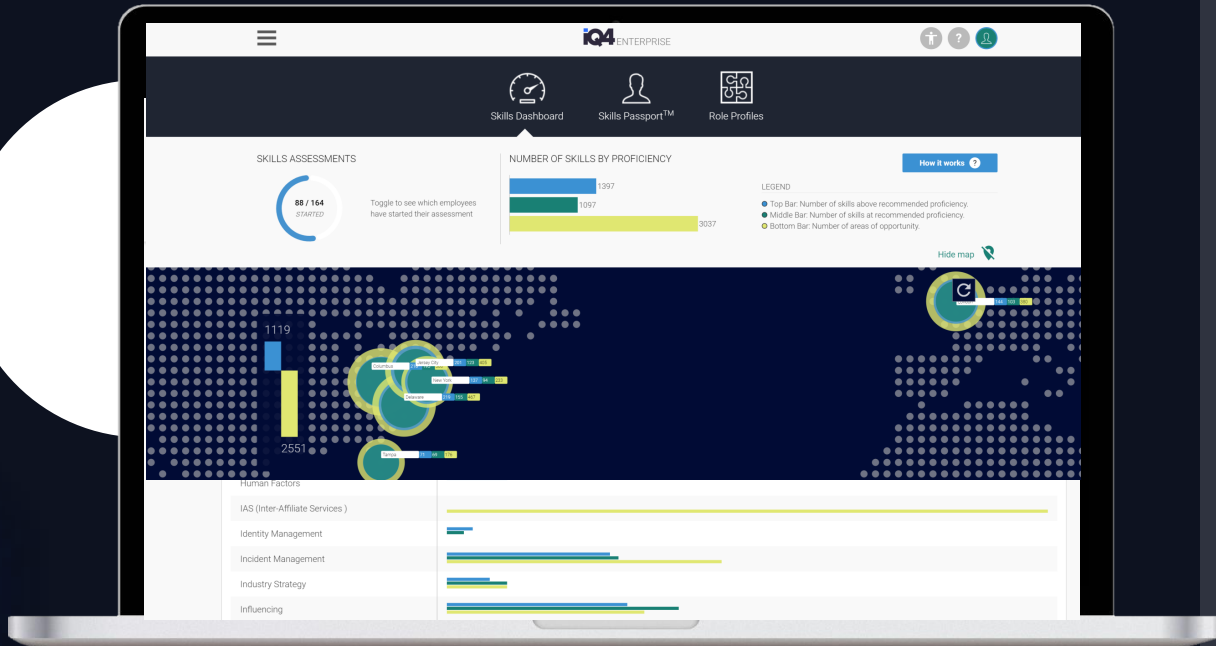 iQ4 ENTERPRISE
?
Skills Dashboard
Skills Passport™
Role Profiles
SKILLS ASSESSMENTS
88 / 164
STARTED
Toggle to see which employees
have started their assessment
NUMBER OF SKILLS BY PROFICIENCY
1397
1097
3037
How it works ?
LEGEND
Top Bar: Number of skills above recommended proficiency.
Middle Bar: Number of skills at recommended proficiency.
Bottom Bar: Number of areas of opportunity.
Hide map
1119
2551
144 103
Jersey City
Columbus
New York
Delaware
Tampa
Human Factors
IAS (Inter-Affiliate Services )
Identity Management
Incident Management
Industry Strategy
Influencing